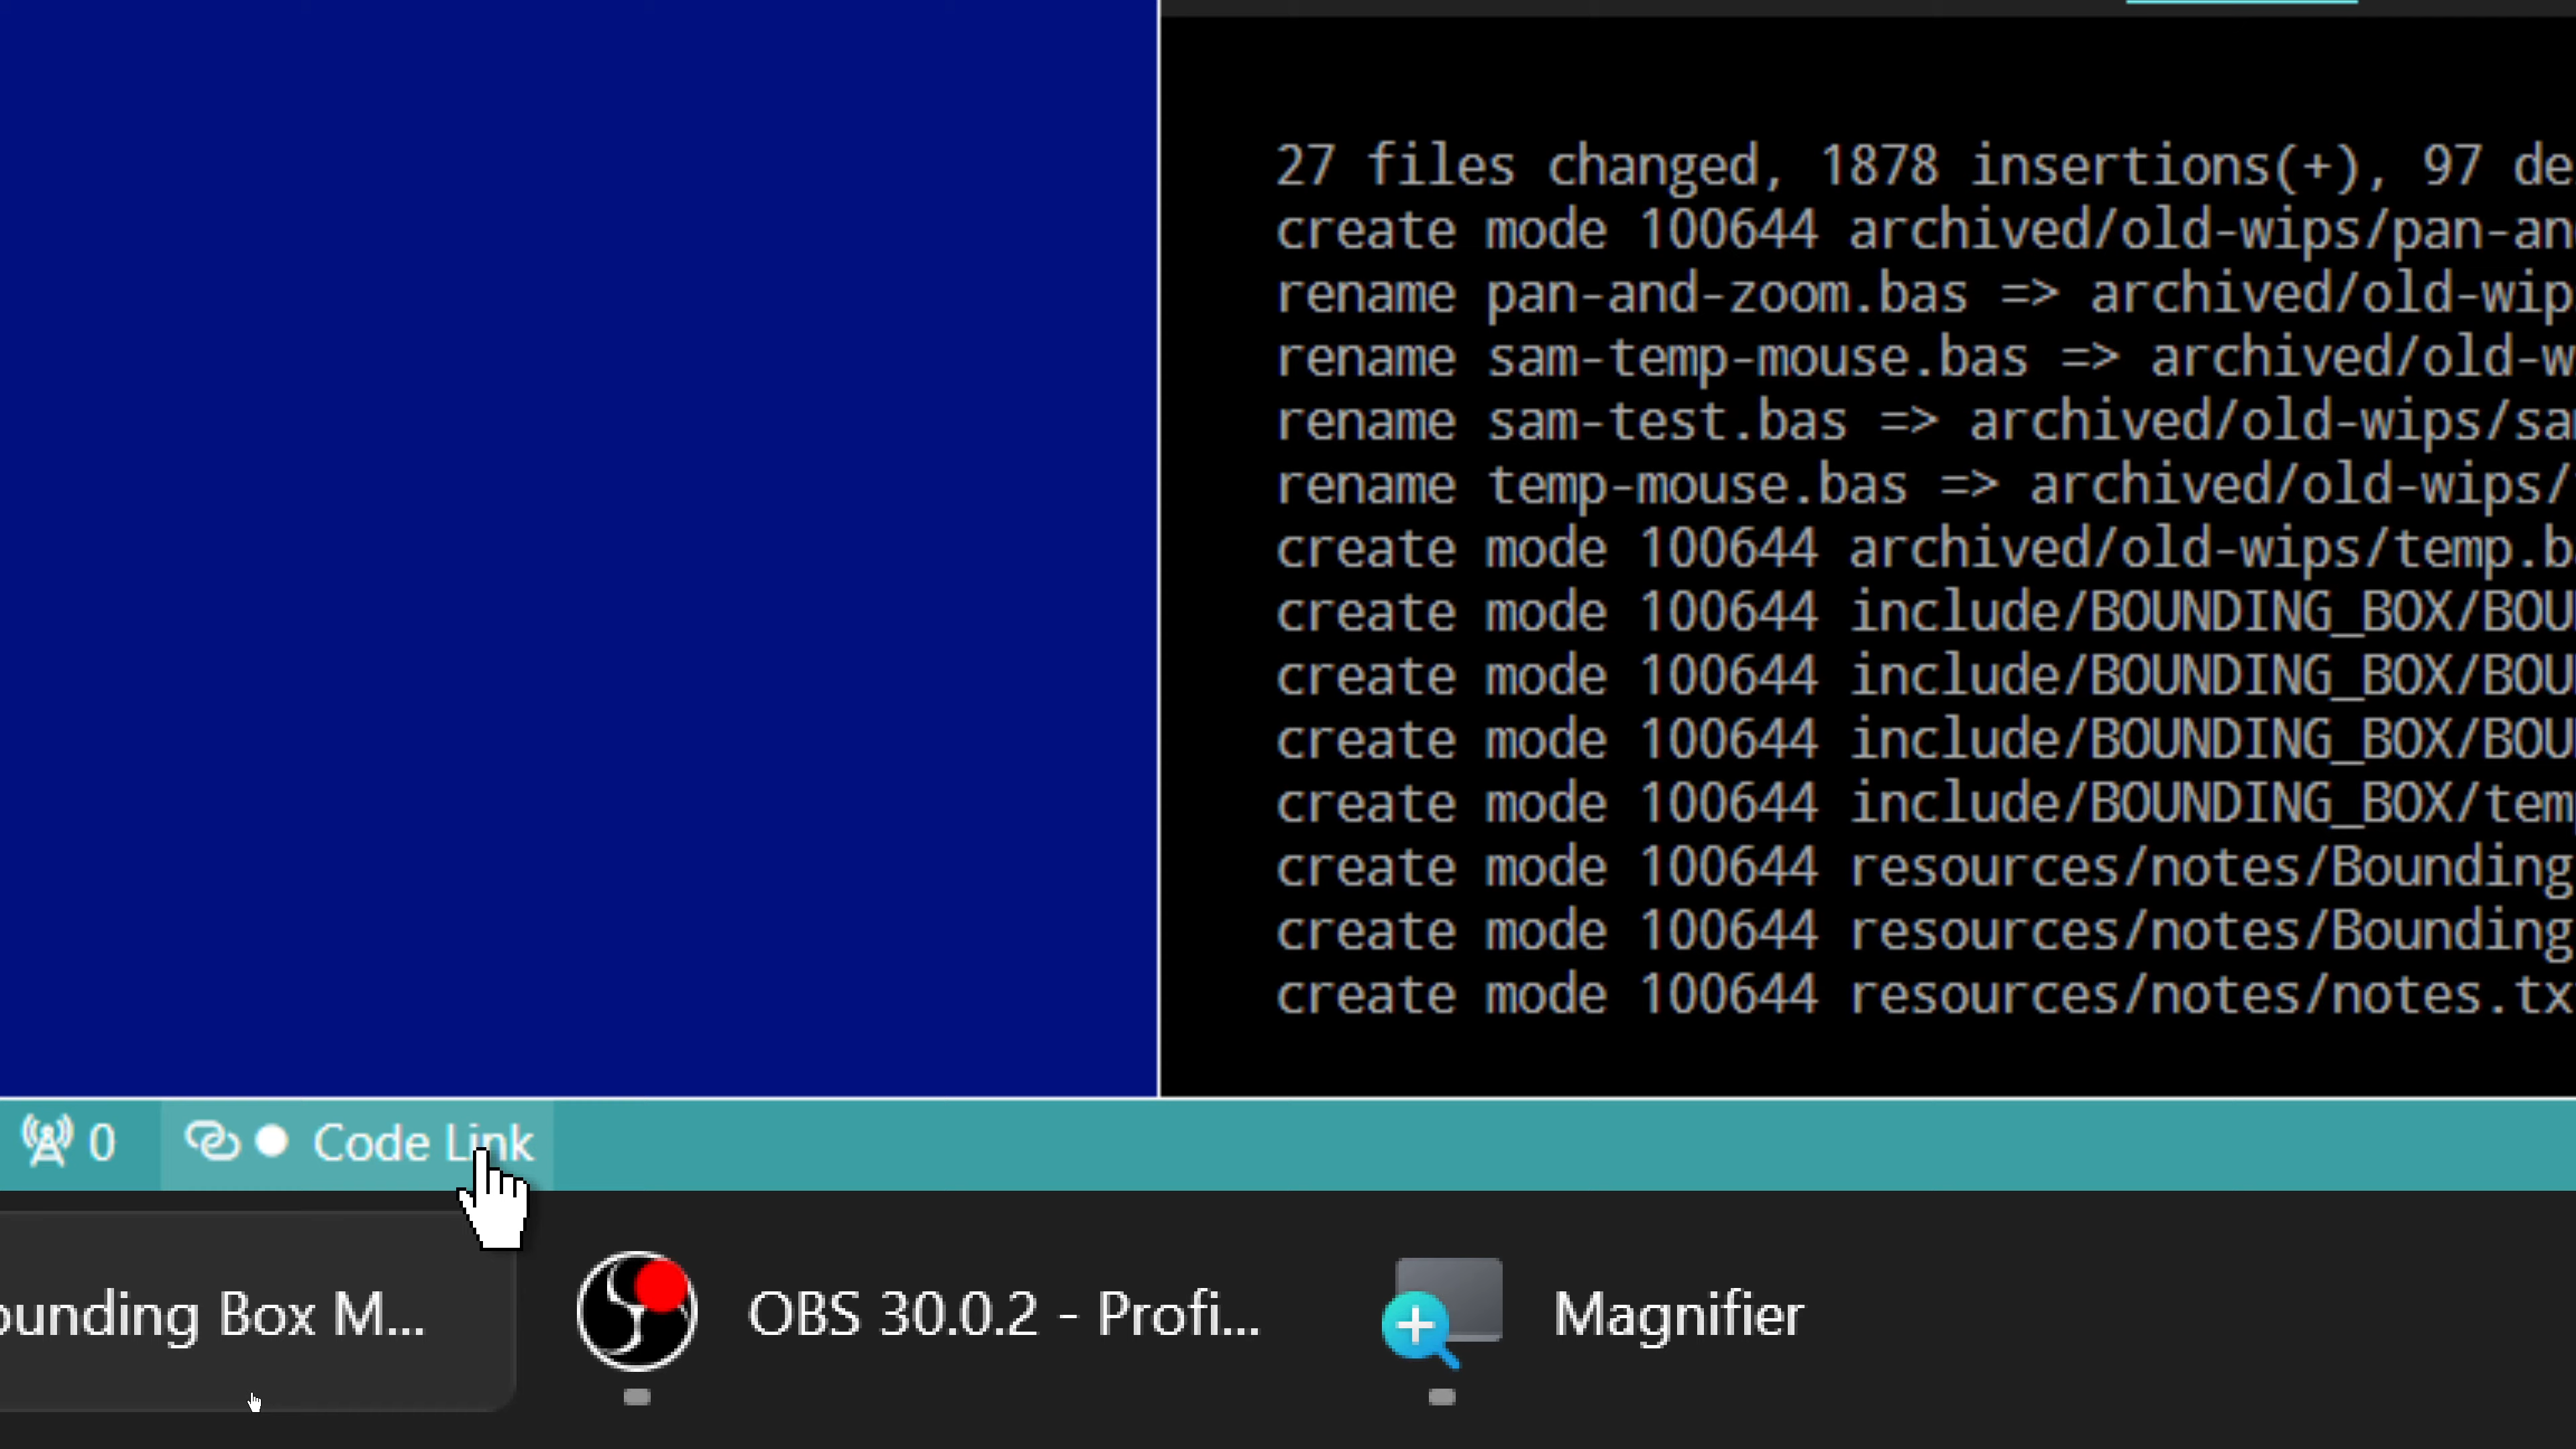 27 files changed, 1878 insertions(+), 97 de
create mode 100644 archived/old-wips/pan-an
rename pan-and-zoom.bas => archived/old-wip
rename sam-temp-mouse.bas => archived/old-w
rename sam-test.bas => archived/old-wips/sa
rename temp-mouse.bas => archived/old-wips/
create mode 100644 archived/old-wips/temp.b
create mode 100644 include/BOUNDING_BOX/BOU
create mode 100644 include/BOUNDING_BOX/BOU
create mode 100644 include/BOUNDING_BOX/BOU
create mode 100644 include/BOUNDING_BOX/tem
create mode 100644 resources/notes/Bounding
create mode 100644 resources/notes/Bounding
create mode 100644 resources/notes/notes.tx
0 Code Link
ounding Box M... OBS 30.0.2 - Profi... Magnifier